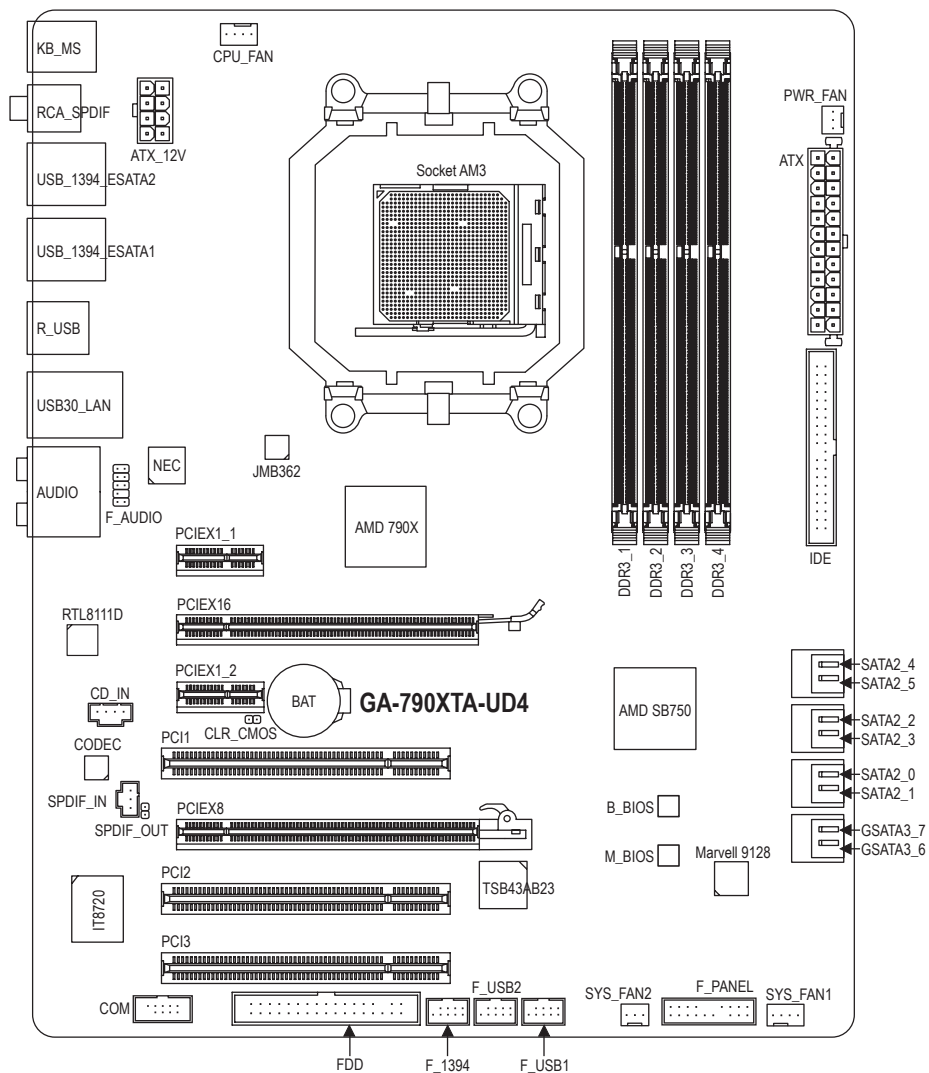 KB_MS
CPU_FAN
RCA_SPDIF
PWR_FAN
ATX_12V
ATX
Socket AM3
USB_1394_ESATA2
USB_1394_ESATA1
R_USB
USB30_LAN
NEC
JMB362
AUDIO
F_AUDIO
AMD 790X
PCIEX1_1
DDR3_1
DDR3_2
DDR3_3
DDR3_4
IDE
PCIEX16
RTL8111D
PCIEX1_2
BAT
GA-790XTA-UD4
CD_IN
CLR_CMOS
AMD SB750
SATA2_4
SATA2_5
SATA2_2
SATA2_3
CODEC
PCI1
SATA2_0
SATA2_1
SPDIF_IN
SPDIF_OUT
PCIEX8
B_BIOS
GSATA3_7
GSATA3_6
M_BIOS
Marvell 9128
PCI2
TSB43AB23
IT8720
PCI3
COM
F_USB2
SYS_FAN2
F_PANEL
SYS_FAN1
FDD
F_1394
F_USB1